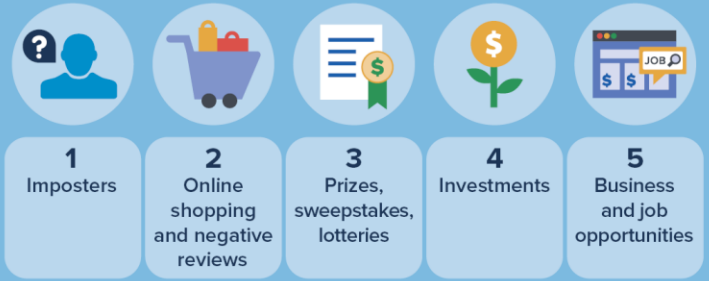 ?
$
$
$
$
JOB
1
Imposters
2
Online
shopping
and negative
reviews
3
Prizes,
sweepstakes,
lotteries
4
Investments
5
Business
and job
opportunities